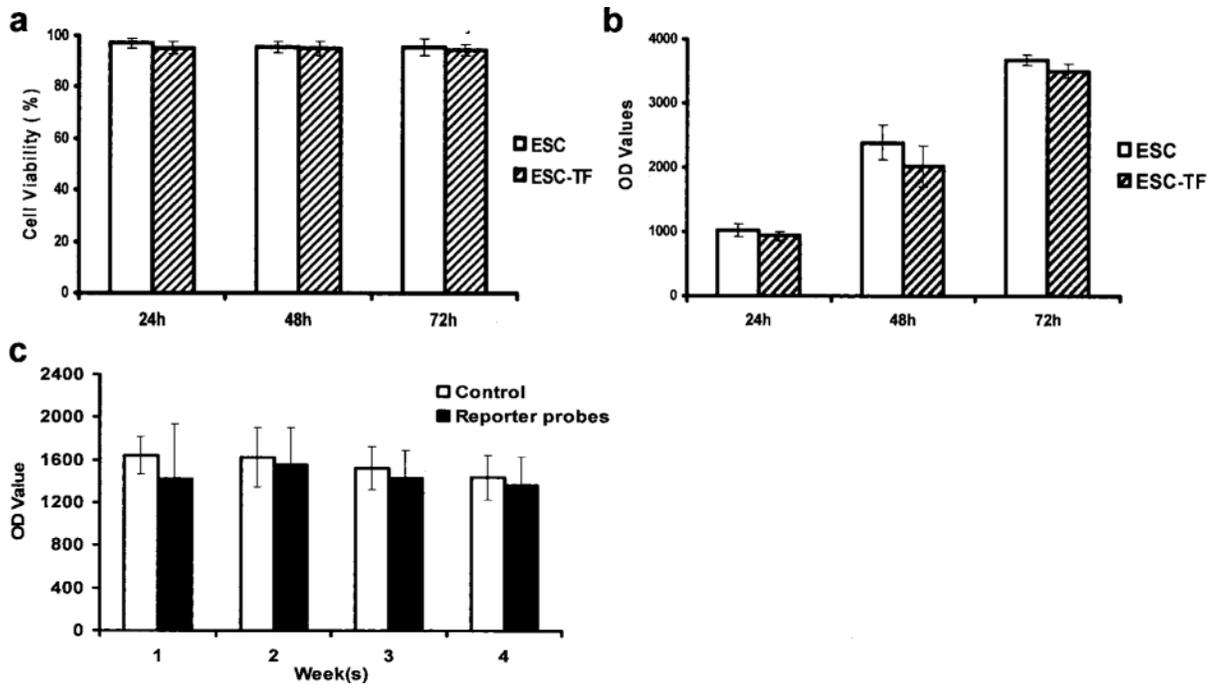 a
100
80
60
40
20
0
Cell Viability ( %)
24h
48h
72h
ESC
ESC-TF
b
4000
3000
2000
1000
0
OD Values
24h
48h
72h
ESC
ESC-TF
c
2400
2000
1600
1200
800
400
0
OD Value
Control
Reporter probes
1
2
3
4
Week(s)